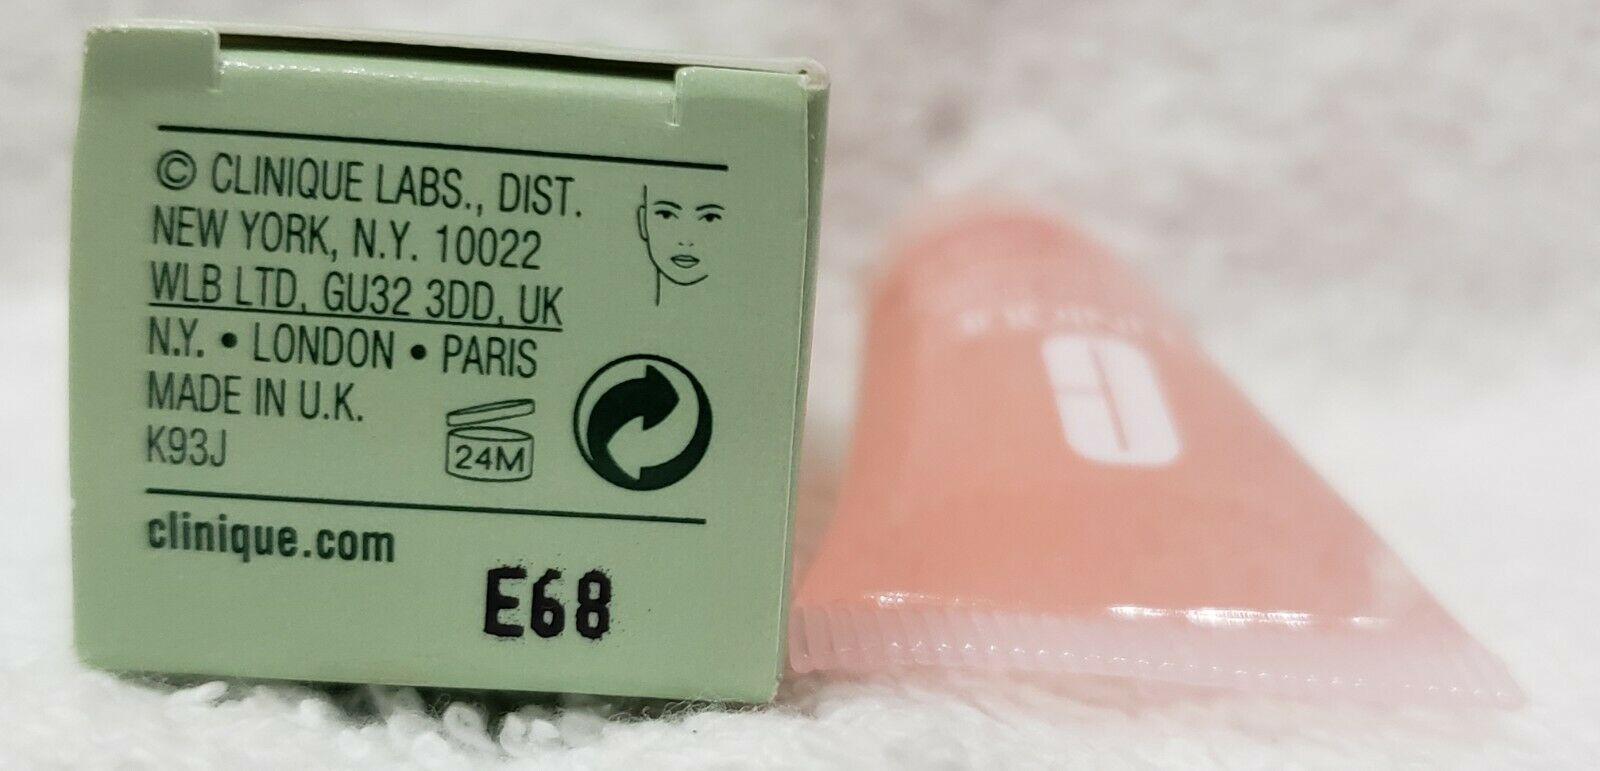 © CLINIQUE LABS., DIST.
NEW YORK, N.Y. 10022
WLB LTD, GU32 3DD, UK
N.Y. • LONDON • PARIS
MADE IN U.K.
K93J
24M
clinique.com
E68